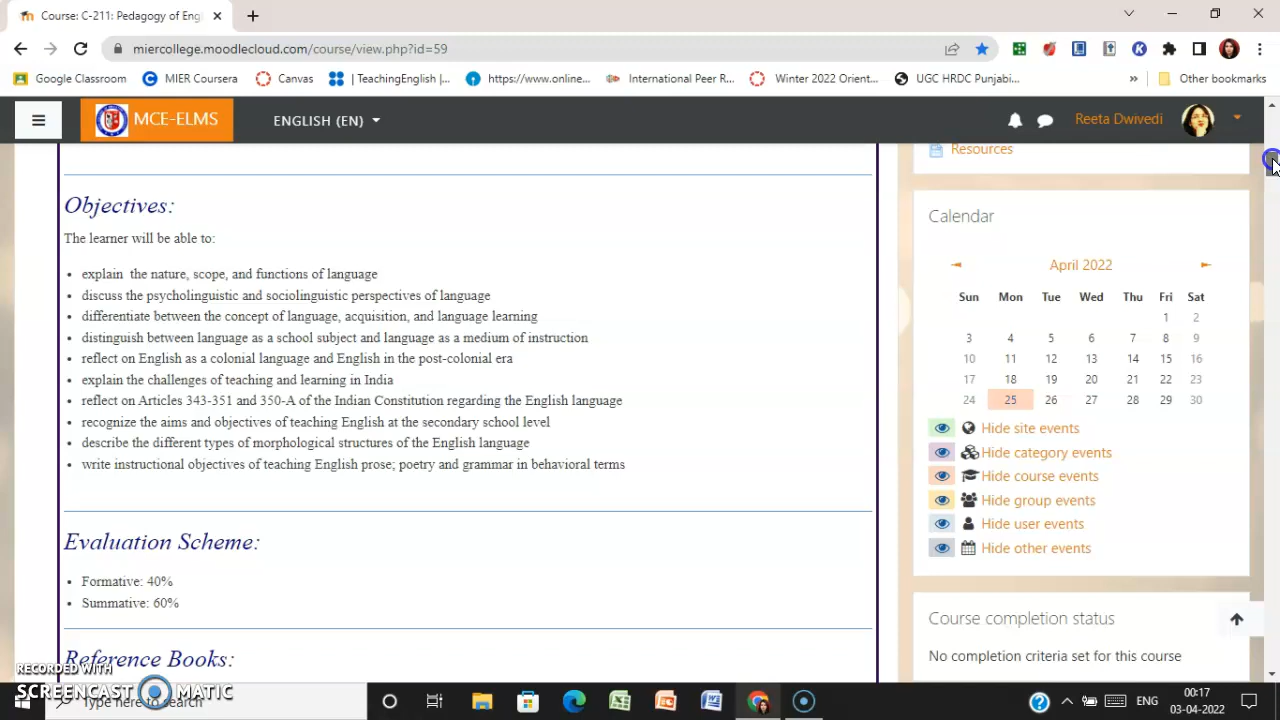 Course: C-211: Pedagogy of Eng
miercollege.moodlecloud.com/course/view.php?id=59
Google Classroom MIER Coursera Canvas | TeachingEnglish |... https://www.online... International Peer R... Winter 2022 Orient... UGC HRDC Punjabi... » Other bookmarks
MCE-ELMS ENGLISH (EN) Reeta Dwivedi
Resources
Objectives:
The learner will be able to:
• explain the nature, scope, and functions of language
• discuss the psycholinguistic and sociolinguistic perspectives of language
• differentiate between the concept of language, acquisition, and language learning
• distinguish between language as a school subject and language as a medium of instruction
• reflect on English as a colonial language and English in the post-colonial era
• explain the challenges of teaching and learning in India
• reflect on Articles 343-351 and 350-A of the Indian Constitution regarding the English language
• recognize the aims and objectives of teaching English at the secondary school level
• describe the different types of morphological structures of the English language
• write instructional objectives of teaching English prose; poetry and grammar in behavioral terms
Evaluation Scheme:
• Formative: 40%
• Summative: 60%
Reference Books:
Calendar
◄ April 2022 ►
Sun Mon Tue Wed Thu Fri Sat
1 2
3 4 5 6 7 8 9
10 11 12 13 14 15 16
17 18 19 20 21 22 23
24 25 26 27 28 29 30
Hide site events
Hide category events
Hide course events
Hide group events
Hide user events
Hide other events
Course completion status
No completion criteria set for this course
RECORDED WITH
SCREENCAST MATIC
Type here to search
ENG
00:17
03-04-2022